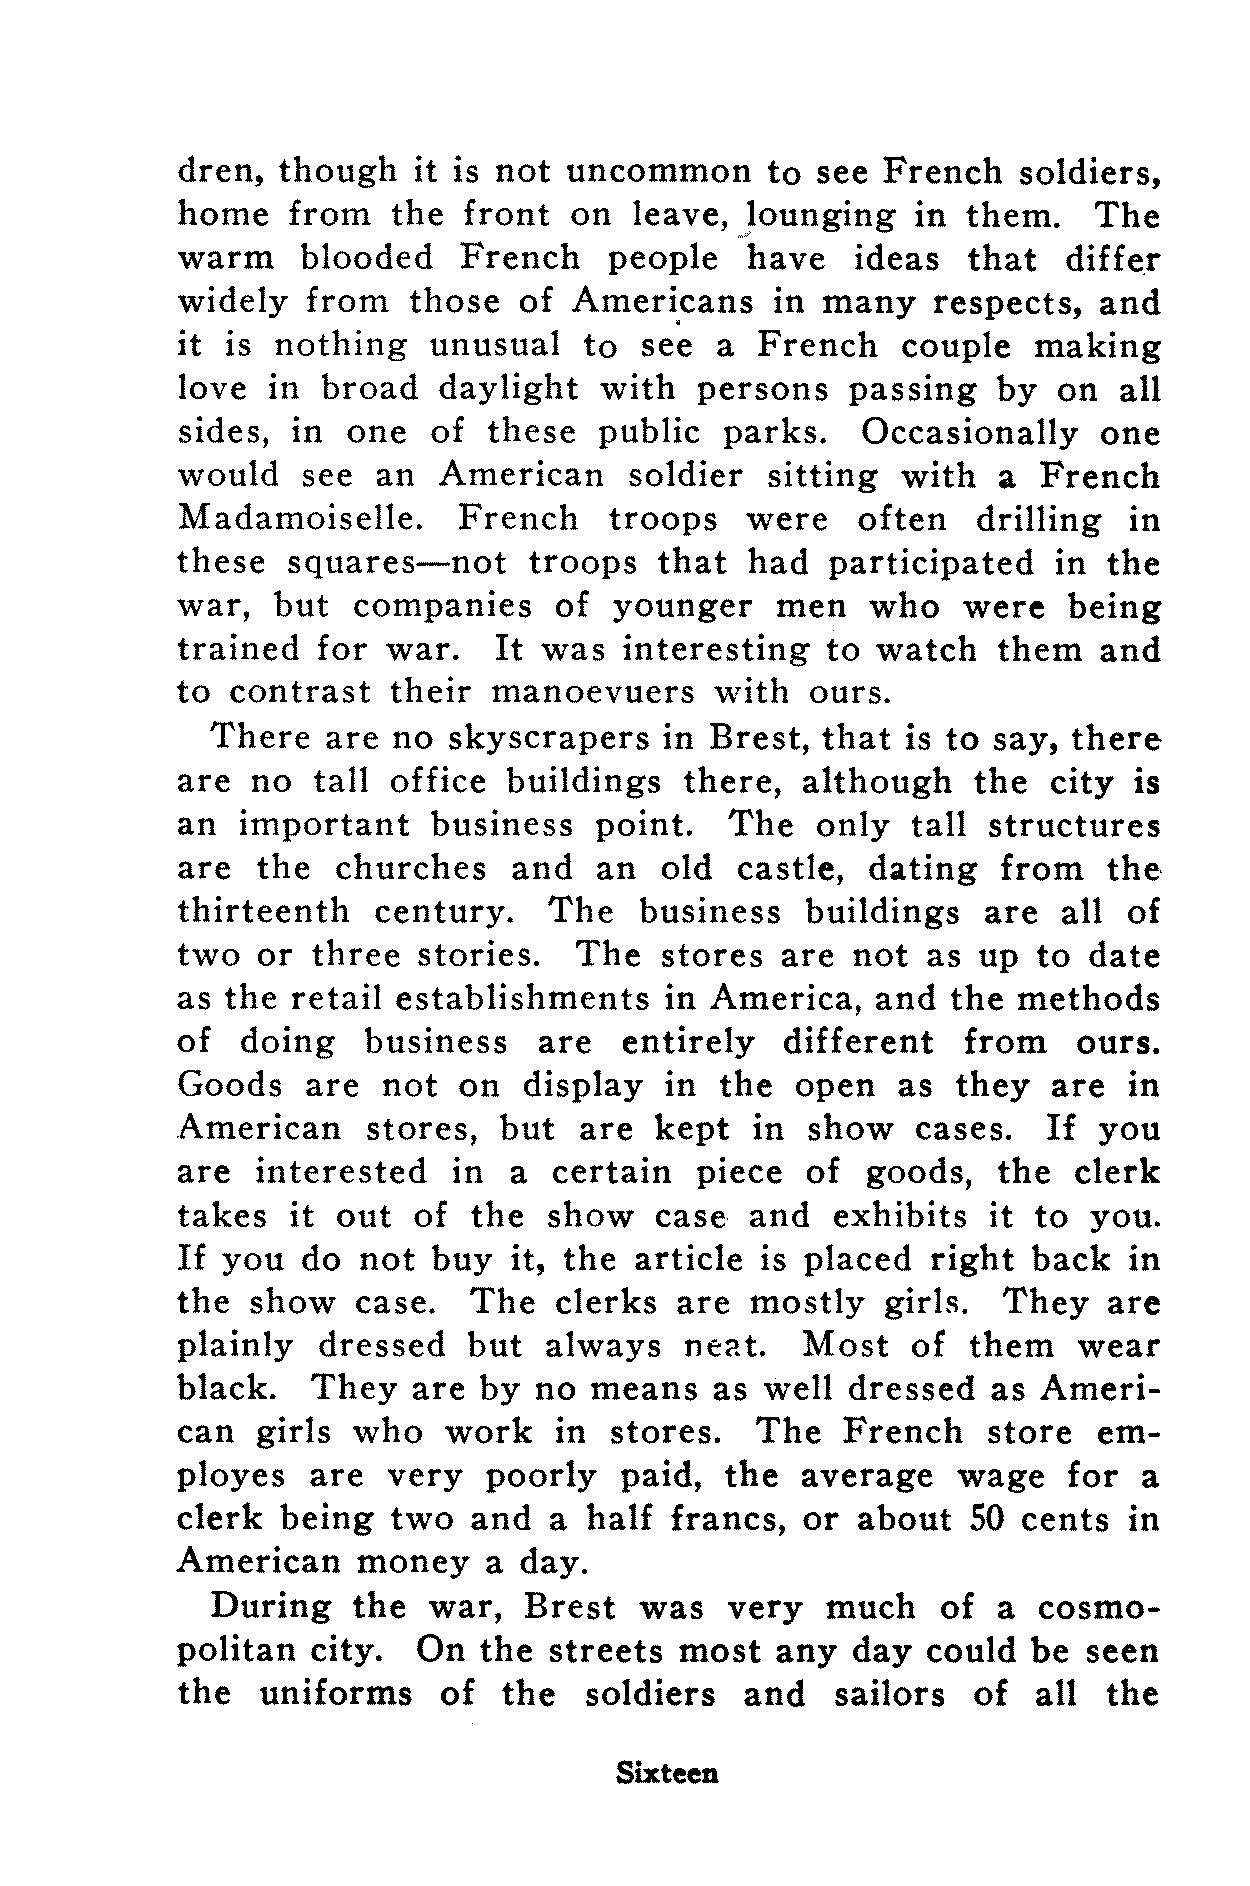 dren, though it is not uncommon to see French soldiers,
home from the front on leave, lounging in them. The
warm blooded French people have ideas that differ
widely from those of Americans in many respects, and
it is nothing unusual to see a French couple making
love in broad daylight with persons passing by on all
sides, in one of these public parks. Occasionally one
would see an American soldier sitting with a French
Madamoiselle. French troops were often drilling in
these squares—not troops that had participated in the
war, but companies of younger men who were being
trained for war. It was interesting to watch them and
to contrast their manoevuers with ours.
There are no skyscrapers in Brest, that is to say, there
are no tall office buildings there, although the city is
an important business point. The only tall structures
are the churches and an old castle, dating from the
thirteenth century. The business buildings are all of
two or three stories. The stores are not as up to date
as the retail establishments in America, and the methods
of doing business are entirely different from ours.
Goods are not on display in the open as they are in
American stores, but are kept in show cases. If you
are interested in a certain piece of goods, the clerk
takes it out of the show case and exhibits it to you.
If you do not buy it, the article is placed right back in
the show case. The clerks are mostly girls. They are
plainly dressed but always neat. Most of them wear
black. They are by no means as well dressed as Ameri-
can girls who work in stores. The French store em-
ployes are very poorly paid, the average wage for a
clerk being two and a half francs, or about 50 cents in
American money a day.
During the war, Brest was very much of a cosmo-
politan city. On the streets most any day could be seen
the uniforms of the soldiers and sailors of all the
Sixteen